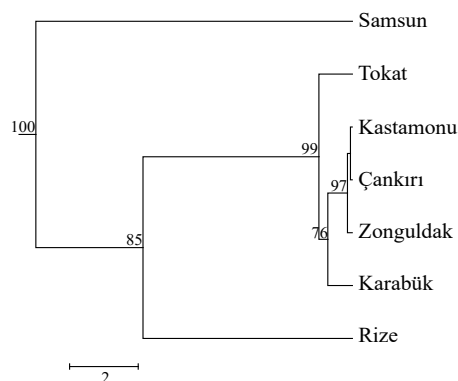 Samsun
Tokat
100
Kastamonu
99
Çankırı
97
Zonguldak
85
76
Karabük
Rize
2